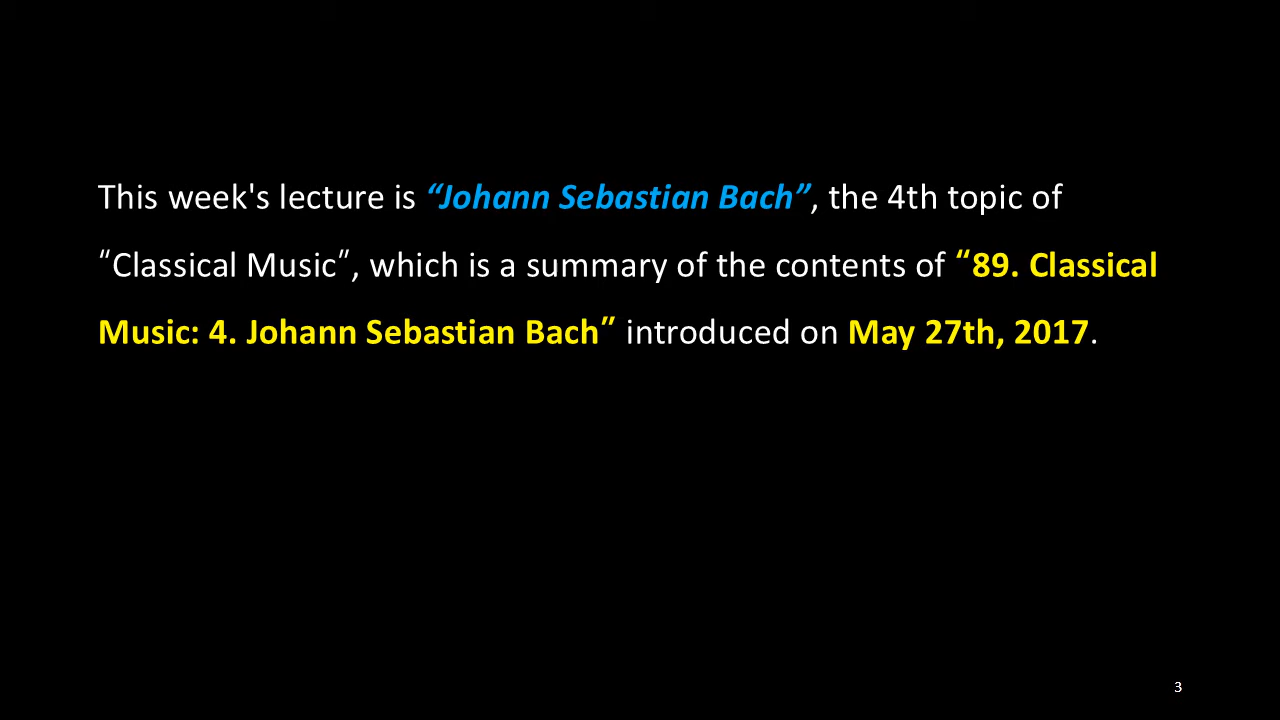 This week's lecture is “Johann Sebastian Bach”, the 4th topic of
“Classical Music”, which is a summary of the contents of “89. Classical
Music: 4. Johann Sebastian Bach” introduced on May 27th, 2017.
3